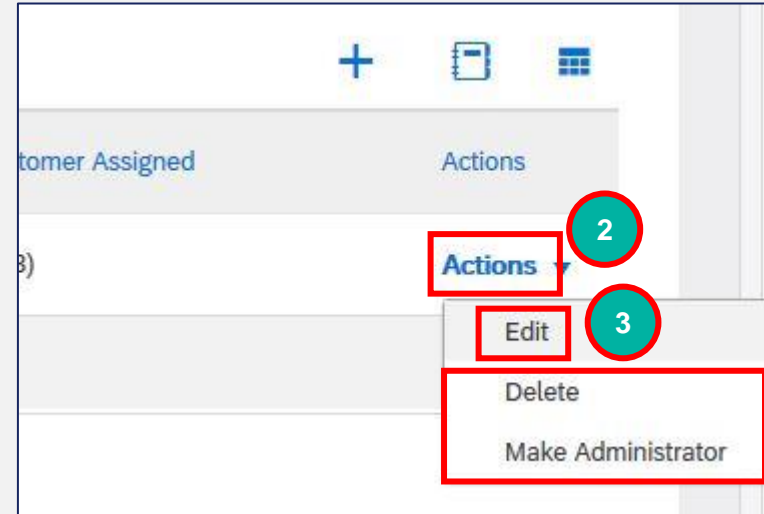 tomer Assigned Actions
3)
Actions
2
Edit
3
Delete
Make Administrator